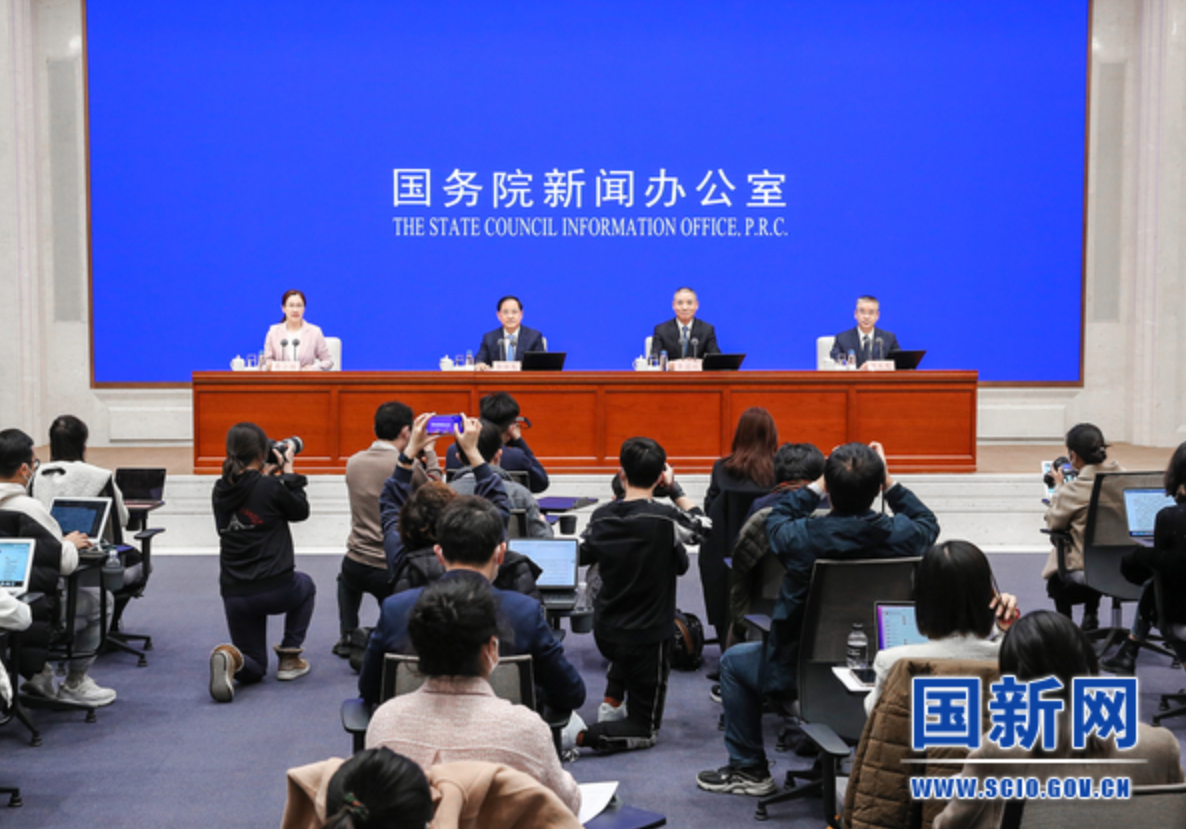 国务院新闻办公室
THE STATE COUNCIL INFORMATION OFFICE, P.R.C.
国新网
www.SCIO.GOV.CN